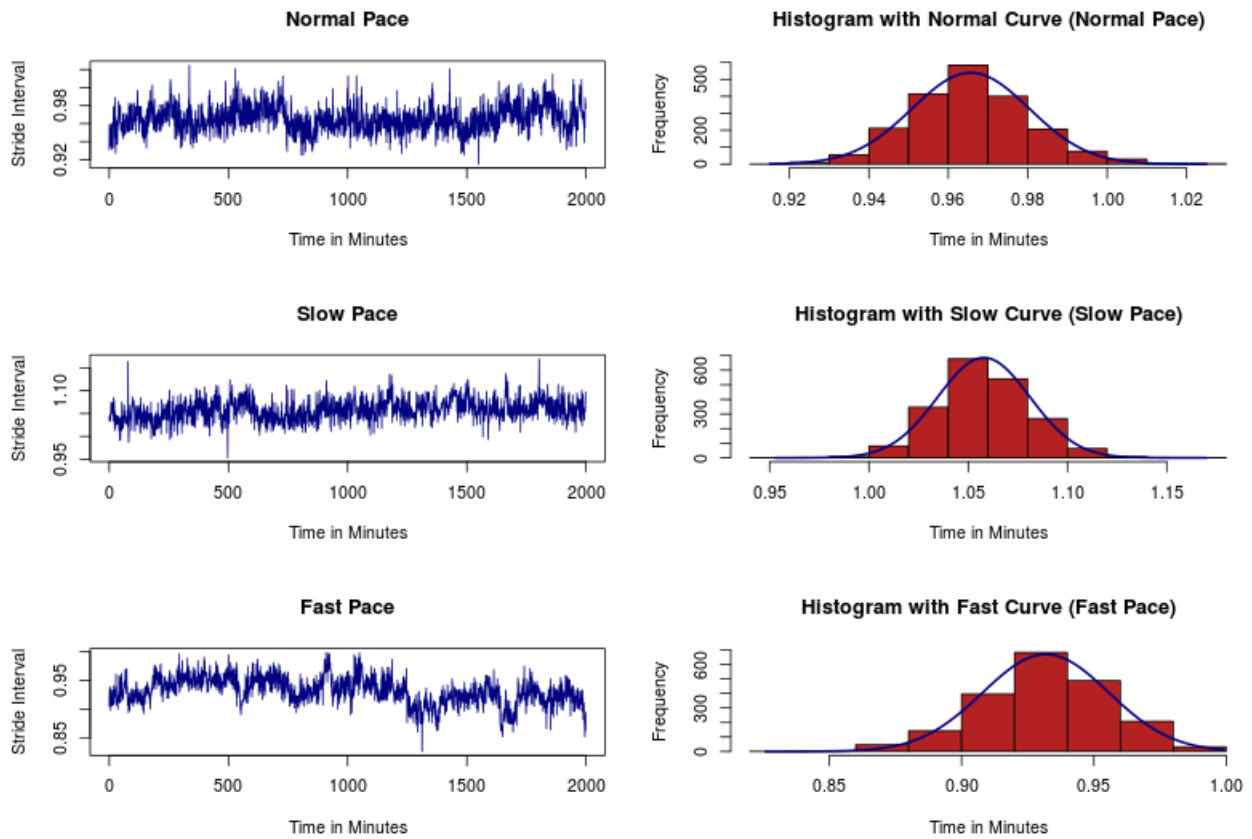 Normal Pace
Stride Interval
0.92
0.98
0
500
1000
1500
2000
Time in Minutes
Histogram with Normal Curve (Normal Pace)
Frequency
0
200
500
0.92
0.94
0.96
0.98
1.00
1.02
Time in Minutes
Slow Pace
Stride Interval
0.95
1.10
0
500
1000
1500
2000
Time in Minutes
Histogram with Slow Curve (Slow Pace)
Frequency
0
300
600
0.95
1.00
1.05
1.10
1.15
Time in Minutes
Fast Pace
Stride Interval
0.85
0.95
0
500
1000
1500
2000
Time in Minutes
Histogram with Fast Curve (Fast Pace)
Frequency
0
300
600
0.85
0.90
0.95
1.00
Time in Minutes